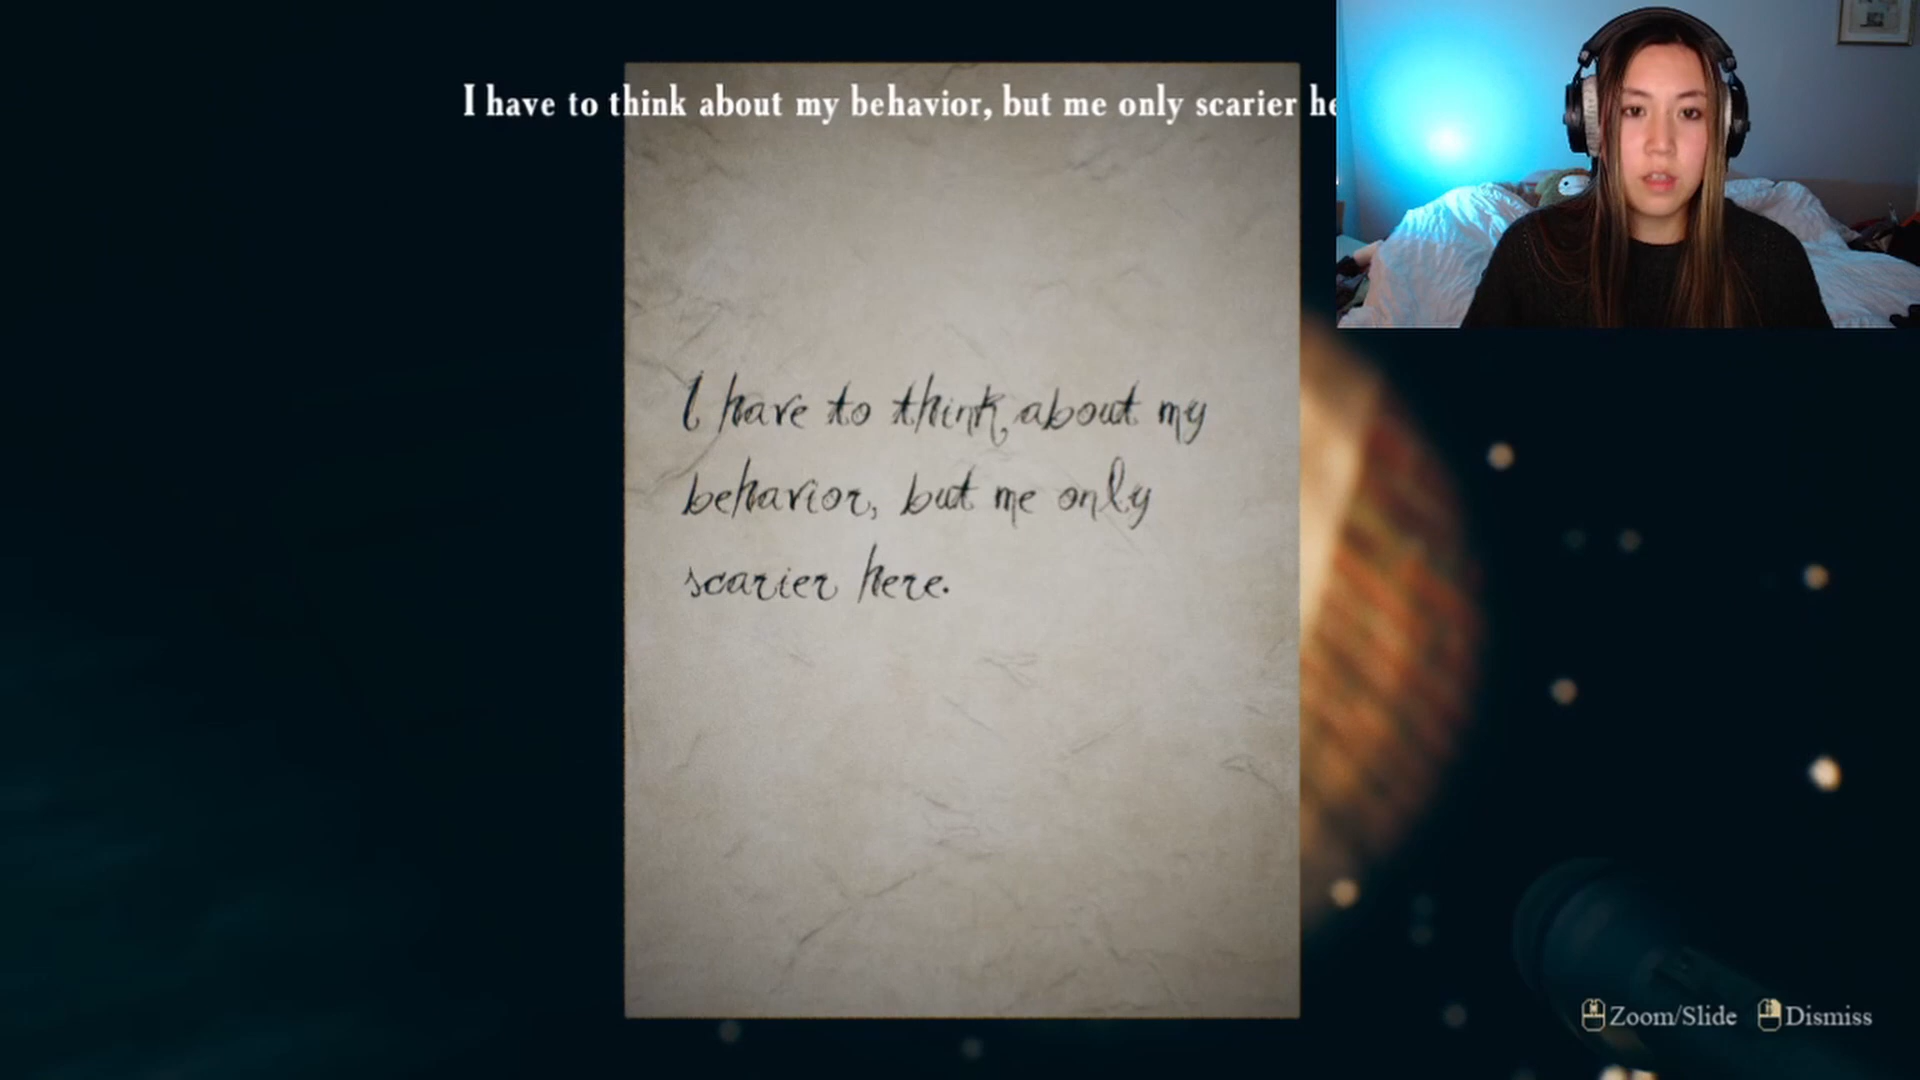 I have to think about my behavior, but me only scarier
I have to think about my
behavior, but me only
scarier here.
Zoom/Slide Dismiss